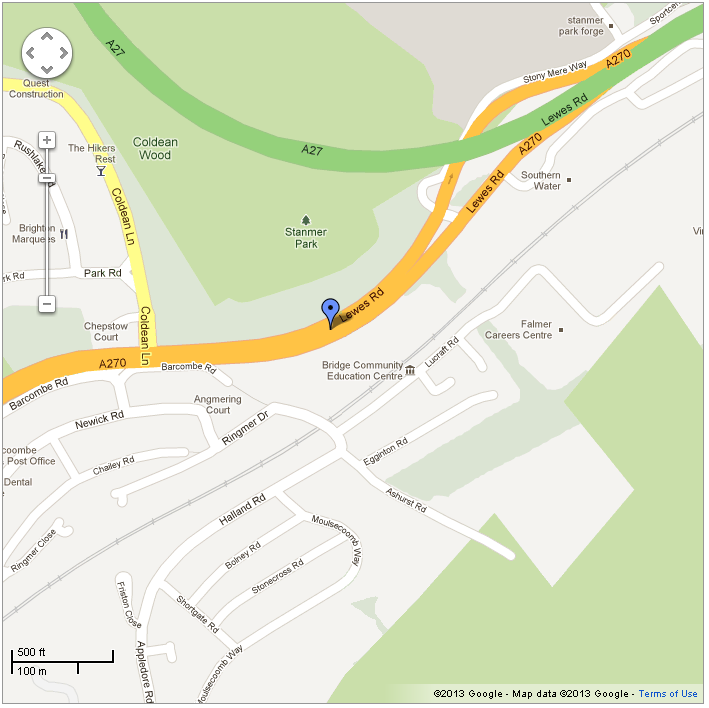 stanmer
park forge
Sportcen
A27
A270
Stony Mere Way
Quest
Construction
Lewes Rd
A270
Rushlake
The Hikers
Rest
Coldean
Wood
A27
Southern
Water
Coldean Ln
Lewes Rd
Brighton
Marquees
Stanmer
Park
Vi
Park Rd
rk Rd
Lewes Rd
Coldean Ln
Chepstow
Court
Falmer
Careers Centre
Lucraft Rd
A270
Barcombe Rd
Bridge Community
Education Centre
Barcombe Rd
Angmering
Court
Newick Rd
Ringmer Dr
Egginton Rd
coombe
Post Office
Chailey Rd
Dental
Ashurst Rd
Halland Rd
Moulsecoomb Way
Ringmer Close
Bolney Rd
Stonecross Rd
Friston Close
Shortgate Rd
Appledore Rd
Moulsecoomb Way
500 ft
100 m
©2013 Google - Map data ©2013 Google - Terms of Use